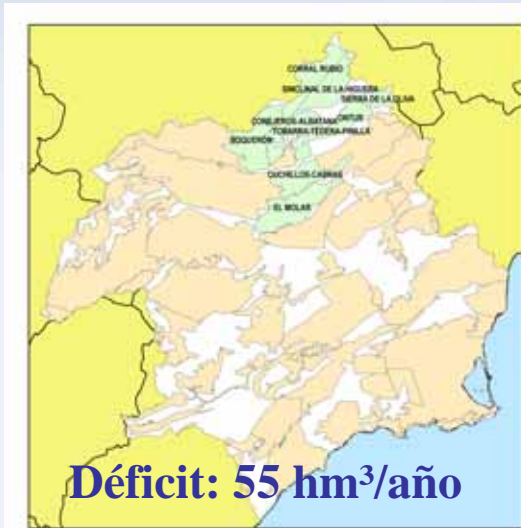 CORRAL RUBIO
SINCLINAL DE LA HIGUERA
SIERRA DE LA OLIVA
CONEJEROS-ALBATANA
ONTUR
TOBARRA-TEDERA-PINILLA
BOQUERÓN
CUCHILLOS-CABRAS
EL MOLAR
Déficit: 55 hm³/año